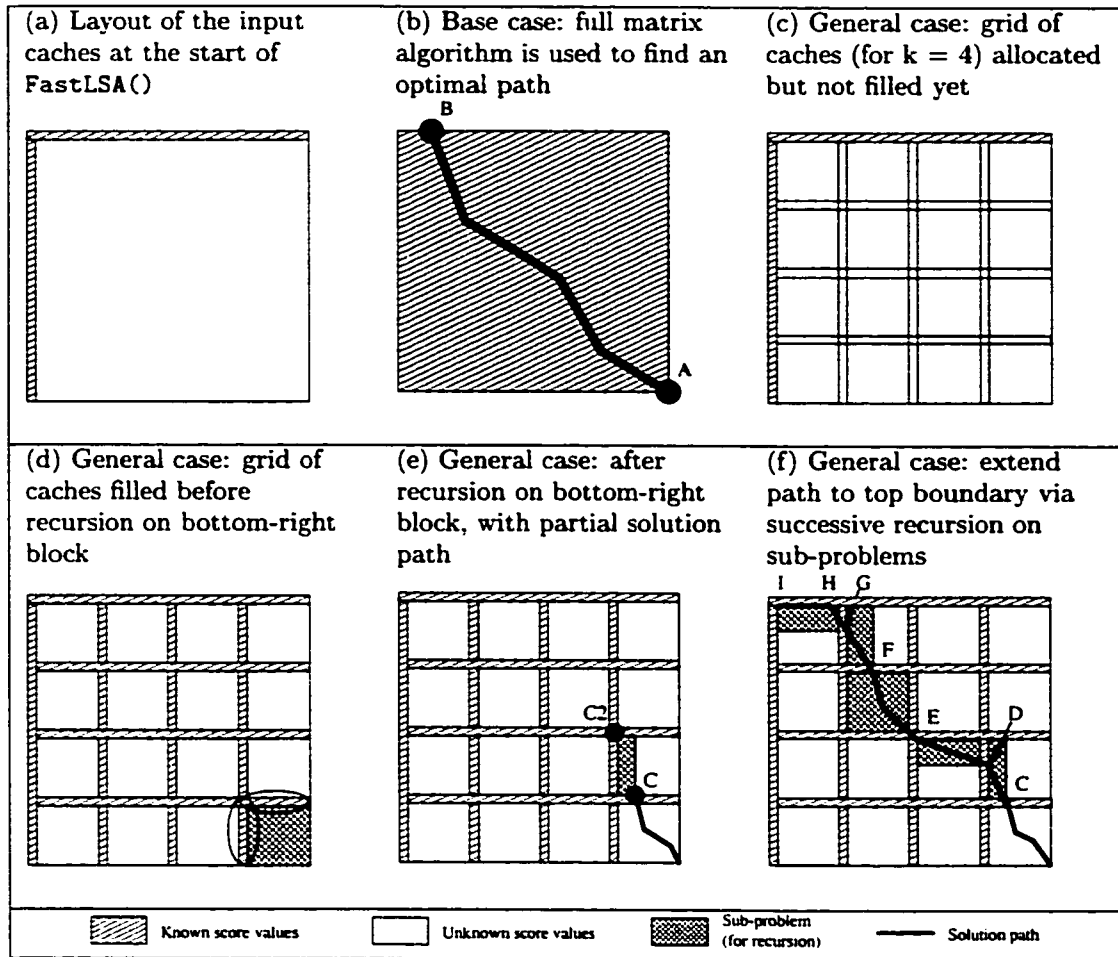 (a) Layout of the input
caches at the start of
FastLSA()
(b) Base case: full matrix
algorithm is used to find an
optimal path
(c) General case: grid of
caches (for k = 4) allocated
but not filled yet
B
A
(d) General case: grid of
caches filled before
recursion on bottom-right
block
(e) General case: after
recursion on bottom-right
block, with partial solution
path
(f) General case: extend
path to top boundary via
successive recursion on
sub-problems
C2
C
I H G
F
E
D
C
Known score values
Unknown score values
Sub-problem
(for recursion)
Solution path